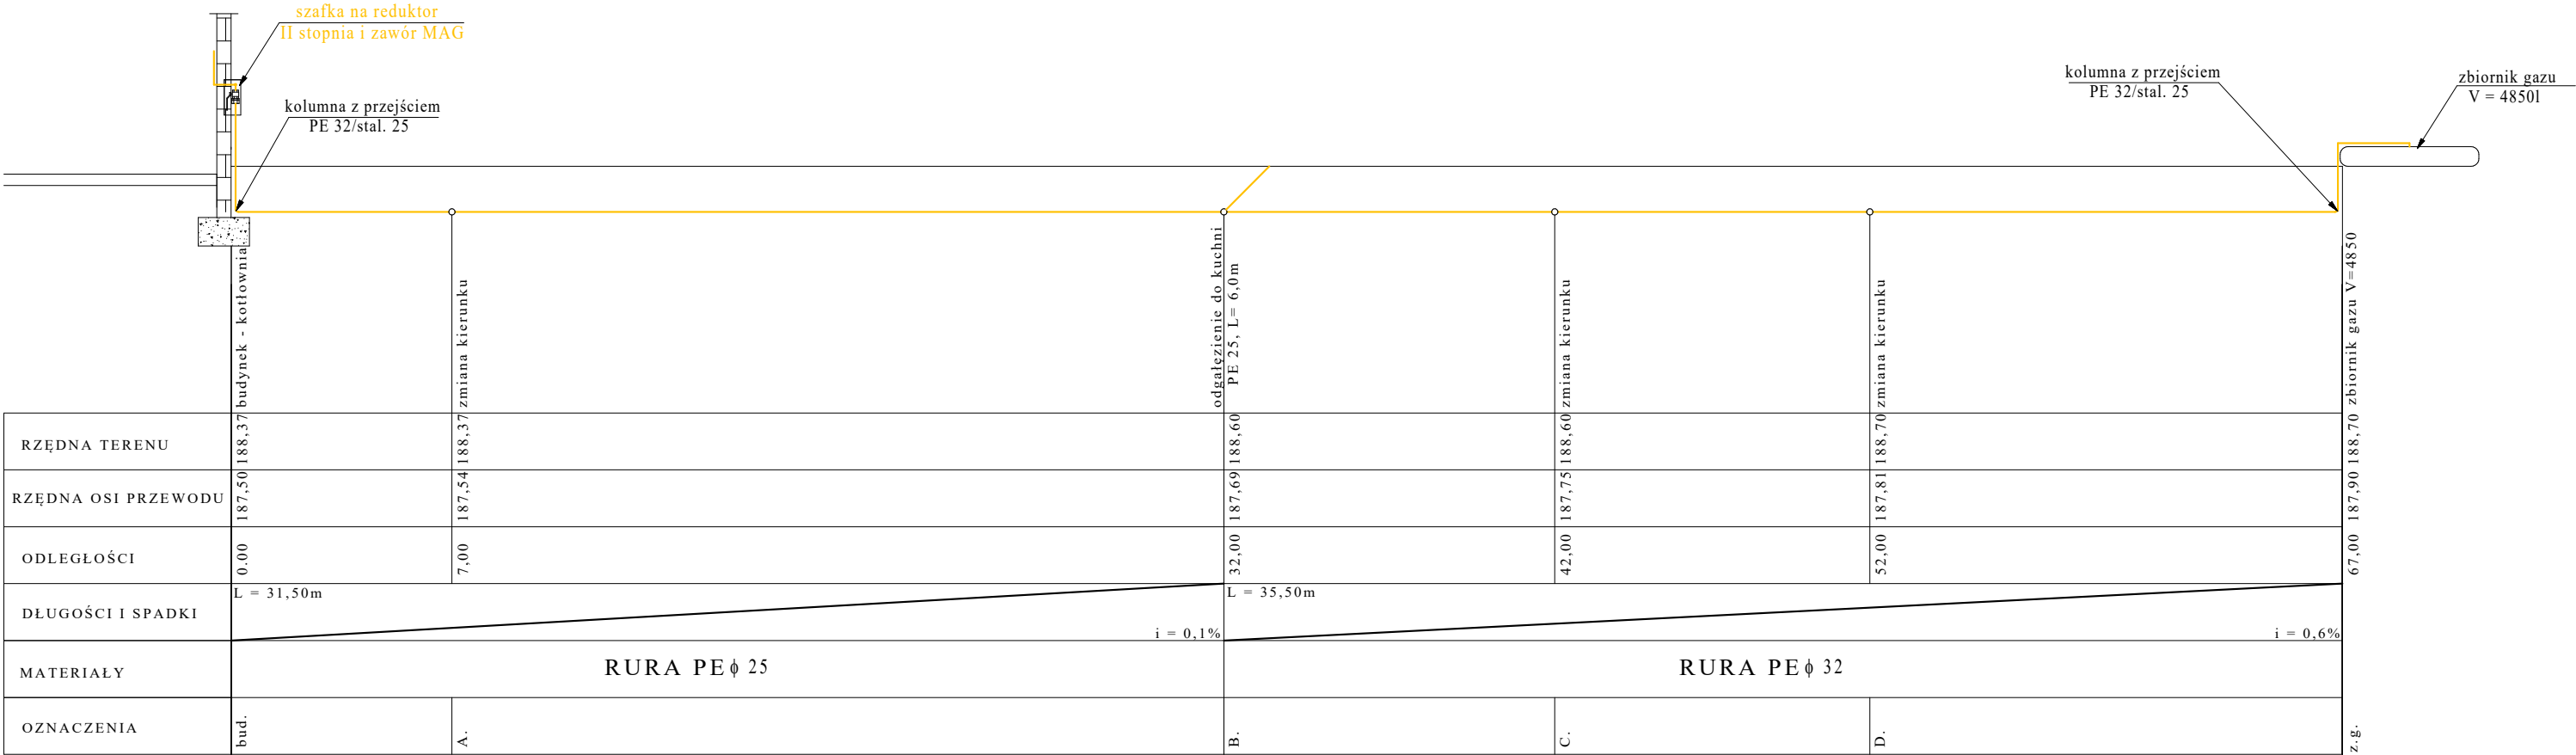 szafka na reduktor
II stopnia i zawór MAG
kolumna z przejściem
PE 32/stal. 25
kolumna z przejściem
PE 32/stal. 25
zbiornik gazu
V = 4850l
budynek - kotłownia
zmiana kierunku
odgałęzienie do kuchni
PE 25, L= 6,0m
zmiana kierunku
zmiana kierunku
zbiornik gazu V=4850
RZĘDNA TERENU 188,37 188,37 188,60 188,60 188,70 188,70
RZĘDNA OSI PRZEWODU 187,50 187,54 187,69 187,75 187,81 187,90
ODLEGŁOŚCI 0.00 7,00 32,00 42,00 52,00 67,00
DŁUGOŚCI I SPADKI
L = 31,50m
i = 0,1%
L = 35,50m
i = 0,6%
MATERIAŁY RURA PE ϕ 25 RURA PE ϕ 32
OZNACZENIA bud. A. B. C. D. z.g.